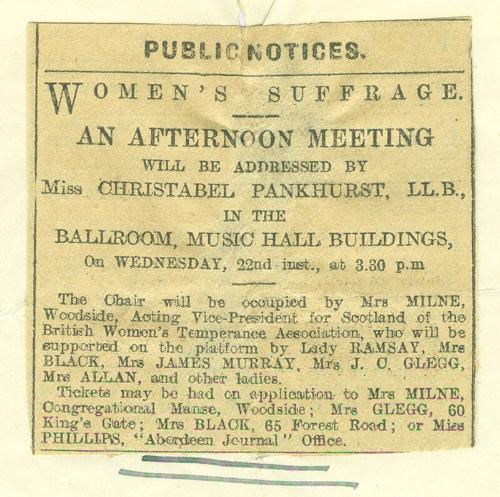 PUBLIC NOTICES.
WOMEN'S SUFFRAGE.
AN AFTERNOON MEETING
WILL BE ADDRESSED BY
Miss CHRISTABEL PANKHURST, LL.B.,
IN THE
BALLROOM, MUSIC HALL BUILDINGS,
On WEDNESDAY, 22nd inst., at 3.30 p.m
The Chair will be occupied by Mrs MILNE,
Woodside, Acting Vice-President for Scotland of the
British Women's Temperance Association, who will be
supported on the platform by Lady RAMSAY, Mrs
BLACK, Mrs JAMES MURRAY, Mrs J. C. GLEGG,
Mrs ALLAN, and other ladies.
Tickets may be had on application to Mrs MILNE,
Congregational Manse, Woodside; Mrs GLEGG, 60
King's Gate; Mrs BLACK, 65 Forest Road; or Miss
PHILLIPS, "Aberdeen Journal" Office.